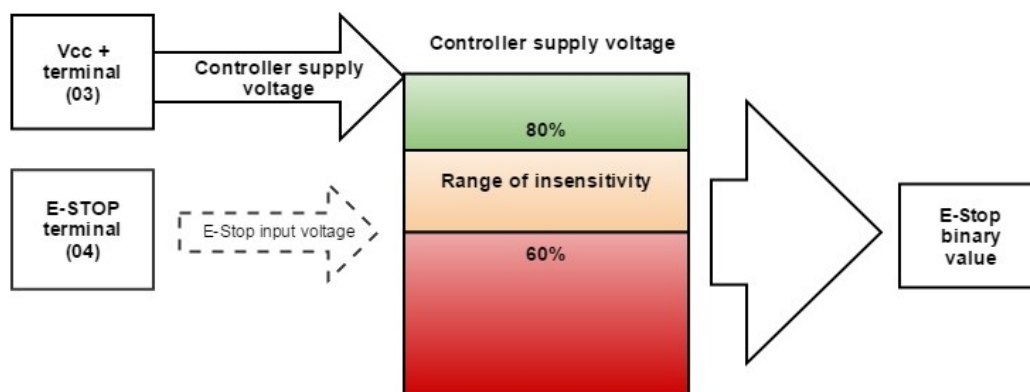 Vcc +
terminal
(03)
Controller supply
voltage
Controller supply voltage
80%
Range of insensitivity
60%
E-STOP
terminal
(04)
E-Stop input voltage
E-Stop
binary
value